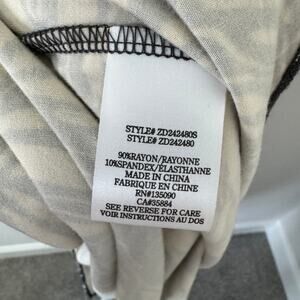 STYLE# ZD242480S
STYLE# ZD242480
90%RAYON/RAYONNE
10%SPANDEX/ÉLASTHANNE
MADE IN CHINA
FABRIQUE EN CHINE
RN#135090
CA#35884
SEE REVERSE FOR CARE
VOIR INSTRUCTIONS AU DOS